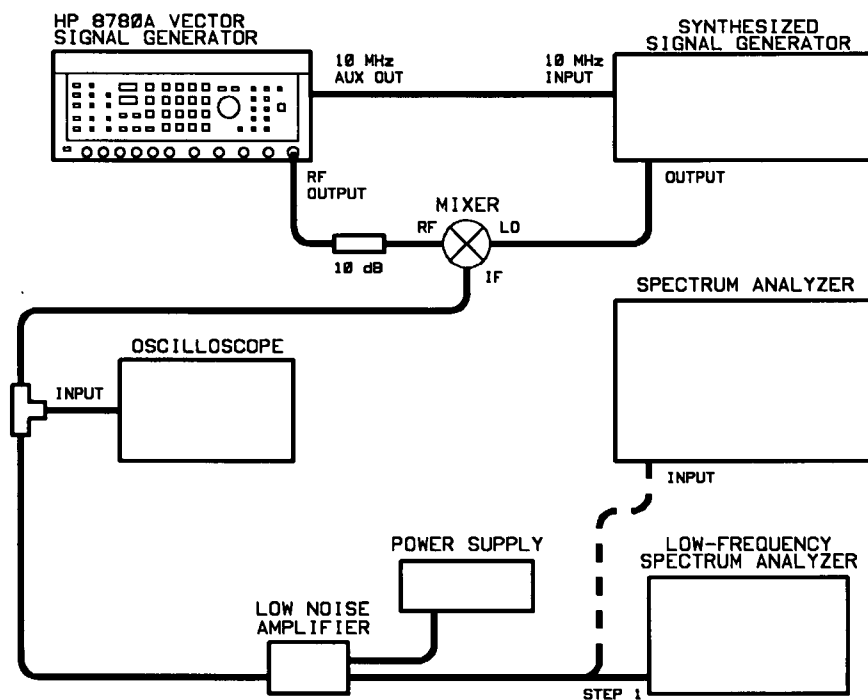 HP 8780A VECTOR
SIGNAL GENERATOR
SYNTHESIZED
SIGNAL GENERATOR
10 MHz
AUX OUT
10 MHz
INPUT
RF
OUTPUT
OUTPUT
MIXER
RF
LO
10 dB
IF
SPECTRUM ANALYZER
OSCILLOSCOPE
INPUT
INPUT
POWER SUPPLY
LOW-FREQUENCY
SPECTRUM ANALYZER
LOW NOISE
AMPLIFIER
STEP 1